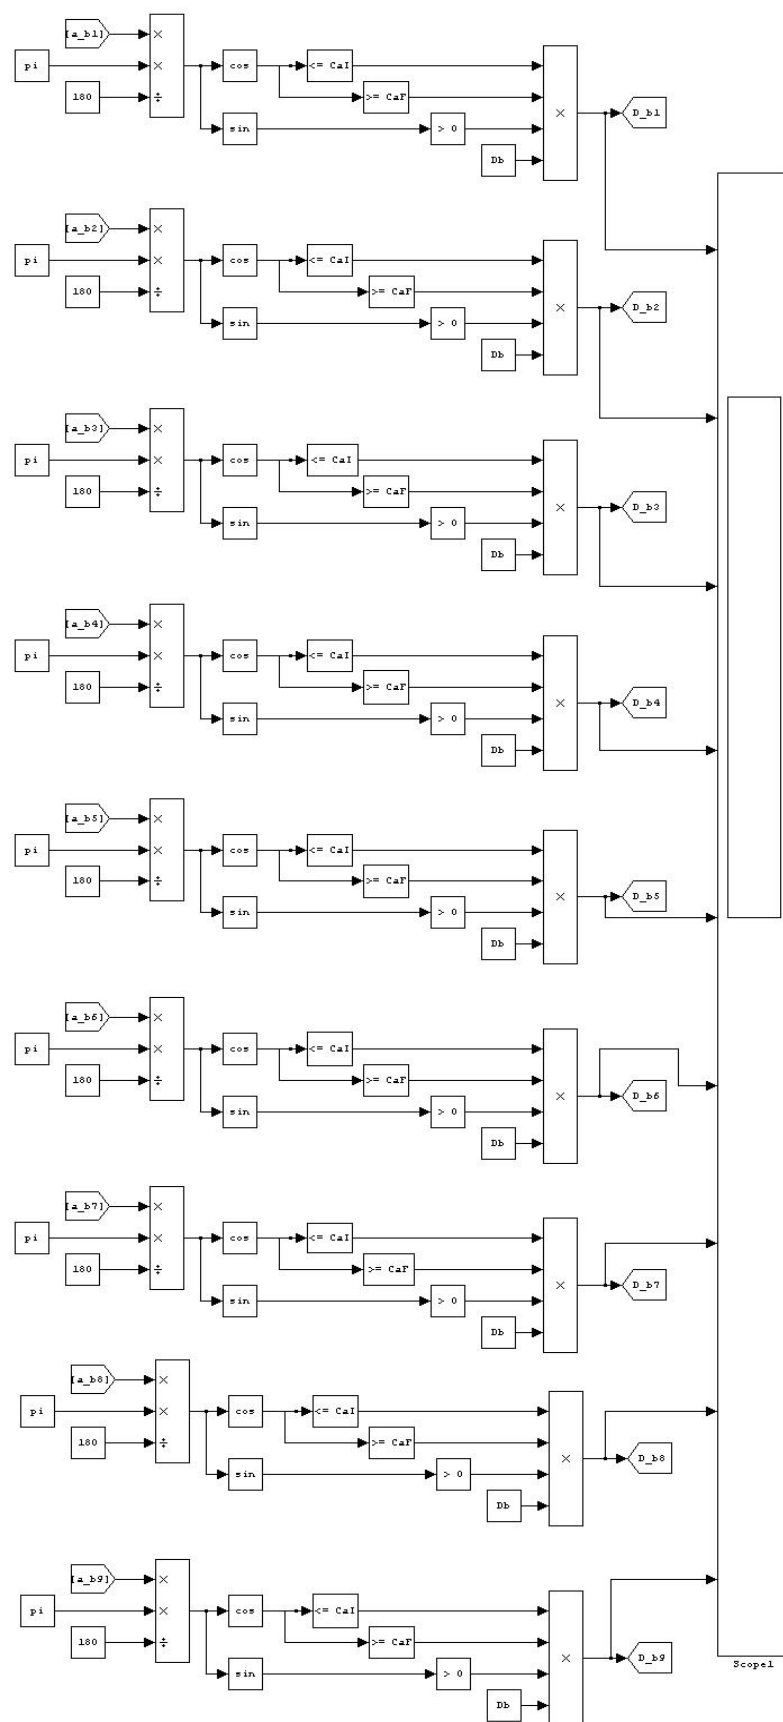 [a_b1]
pi × cos <= CaI
180 ÷ >= CaF
× D_b1
sin > 0
Db
[a_b2]
pi × cos <= CaI
180 ÷ >= CaF
× D_b2
sin > 0
Db
[a_b3]
pi × cos <= CaI
180 ÷ >= CaF
× D_b3
sin > 0
Db
[a_b4]
pi × cos <= CaI
180 ÷ >= CaF
× D_b4
sin > 0
Db
[a_b5]
pi × cos <= CaI
180 ÷ >= CaF
× D_b5
sin > 0
Db
[a_b6]
pi × cos <= CaI
180 ÷ >= CaF
× D_b6
sin > 0
Db
[a_b7]
pi × cos <= CaI
180 ÷ >= CaF
× D_b7
sin > 0
Db
[a_b8]
pi × cos <= CaI
180 ÷ >= CaF
× D_b8
sin > 0
Db
[a_b9]
pi × cos <= CaI
180 ÷ >= CaF
× D_b9
Scope1
sin > 0
Db